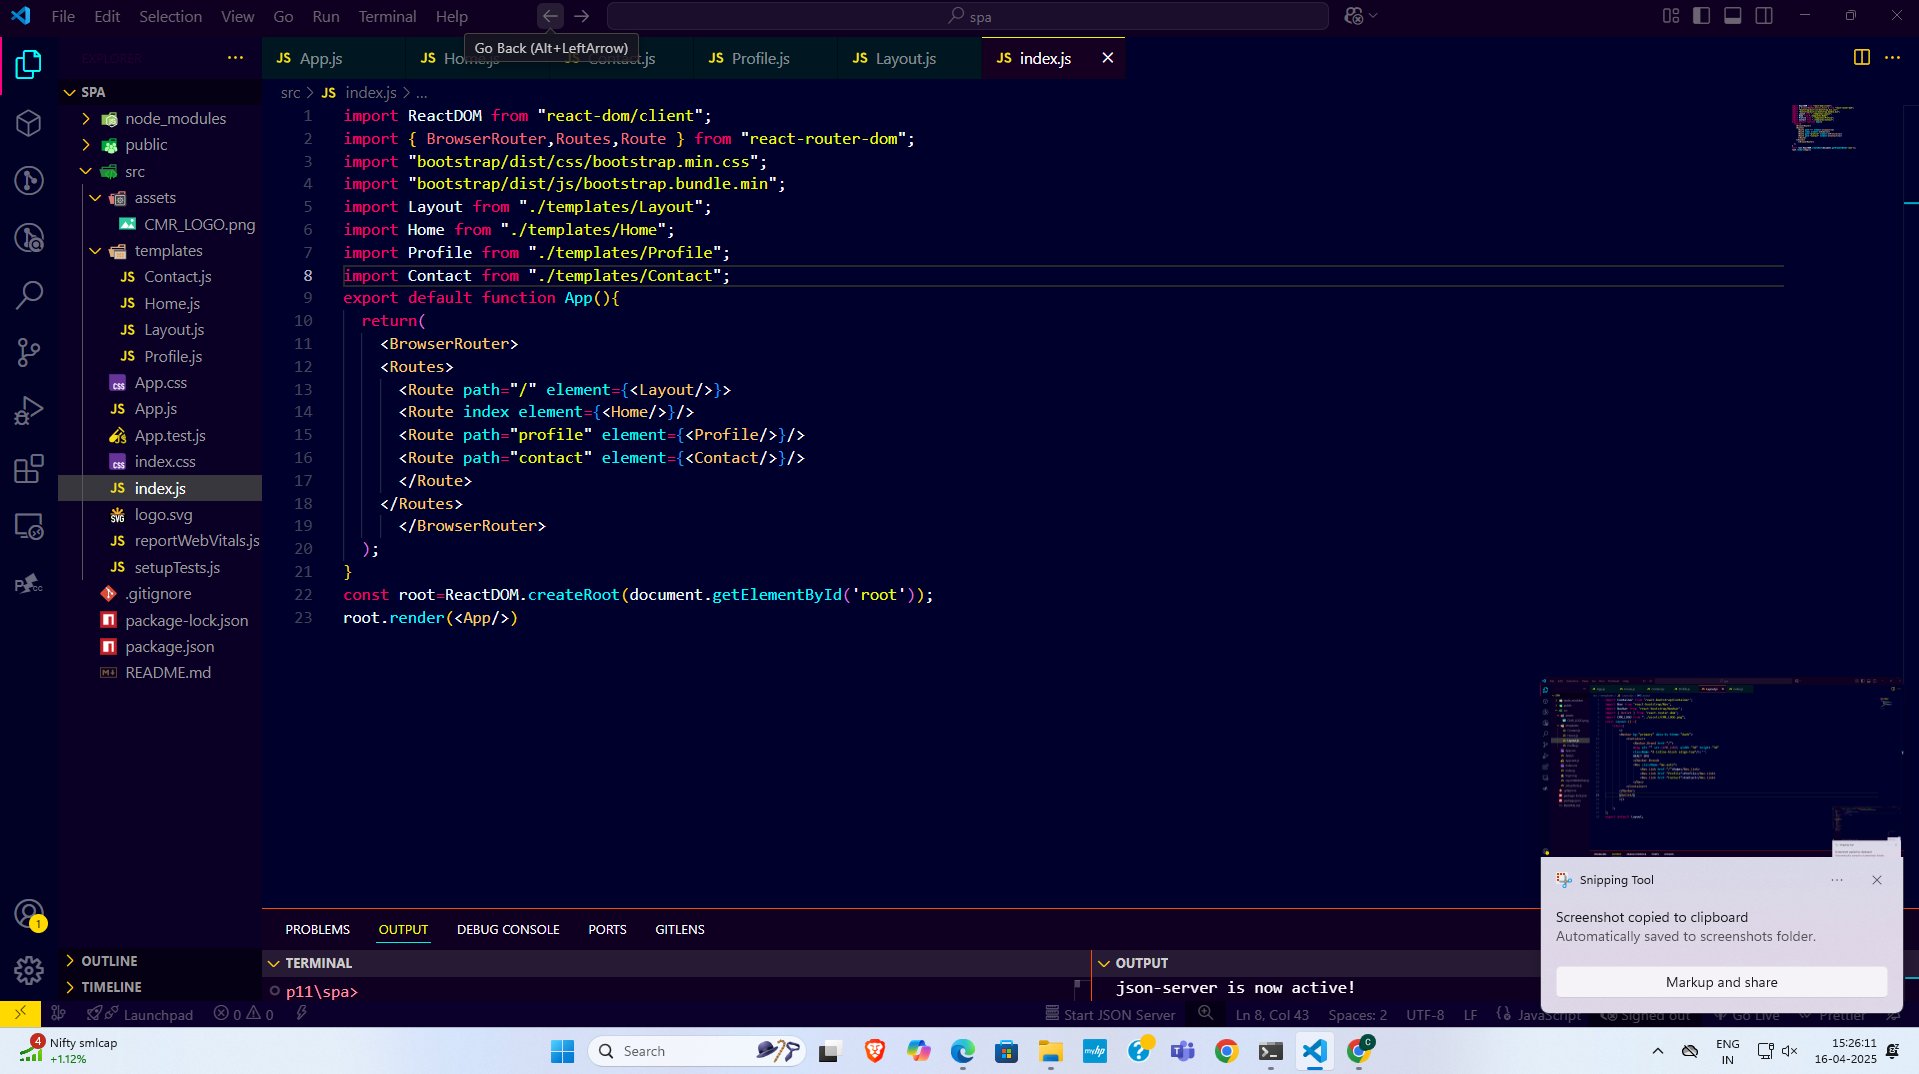 File Edit Selection View Go Run Terminal Help
spa
Go Back (Alt+LeftArrow)
EXPLORER
JS App.js
JS
JS Profile.js
JS Layout.js
JS index.js
SPA
src > JS index.js > ...
node_modules
public
src
assets
CMR_LOGO.png
templates
JS Contact.js
JS Home.js
JS Layout.js
JS Profile.js
css App.css
JS App.js
App.test.js
css index.css
JS index.js
SVG logo.svg
JS reportWebVitals.js
JS setupTests.js
.gitignore
package-lock.json
package.json
README.md
OUTLINE
TIMELINE
1 import ReactDOM from "react-dom/client";
2 import { BrowserRouter,Routes,Route } from "react-router-dom";
3 import "bootstrap/dist/css/bootstrap.min.css";
4 import "bootstrap/dist/js/bootstrap.bundle.min";
5 import Layout from "./templates/Layout";
6 import Home from "./templates/Home";
7 import Profile from "./templates/Profile";
8 import Contact from "./templates/Contact";
9 export default function App(){
10 return(
11 <BrowserRouter>
12 <Routes>
13 <Route path="/" element={<Layout/>}>
14 <Route index element={<Home/>}/>
15 <Route path="profile" element={<Profile/>}/>
16 <Route path="contact" element={<Contact/>}/>
17 </Route>
18 </Routes>
19 </BrowserRouter>
20 );
21 }
22 const root=ReactDOM.createRoot(document.getElementById('root'));
23 root.render(<App/>)
PROBLEMS OUTPUT DEBUG CONSOLE PORTS GITLENS
TERMINAL
p11\spa>
OUTPUT
json-server is now active!
Snipping Tool
Screenshot copied to clipboard
Automatically saved to screenshots folder.
Markup and share
1
Launchpad 0 0
Start JSON Server Ln 8, Col 43 Spaces: 2 UTF-8 LF JavaScript Signed out Go Live Prettier
4
Nifty smlcap
+1.12%
Search
myhp
C
ENG
IN
15:26:11
16-04-2025